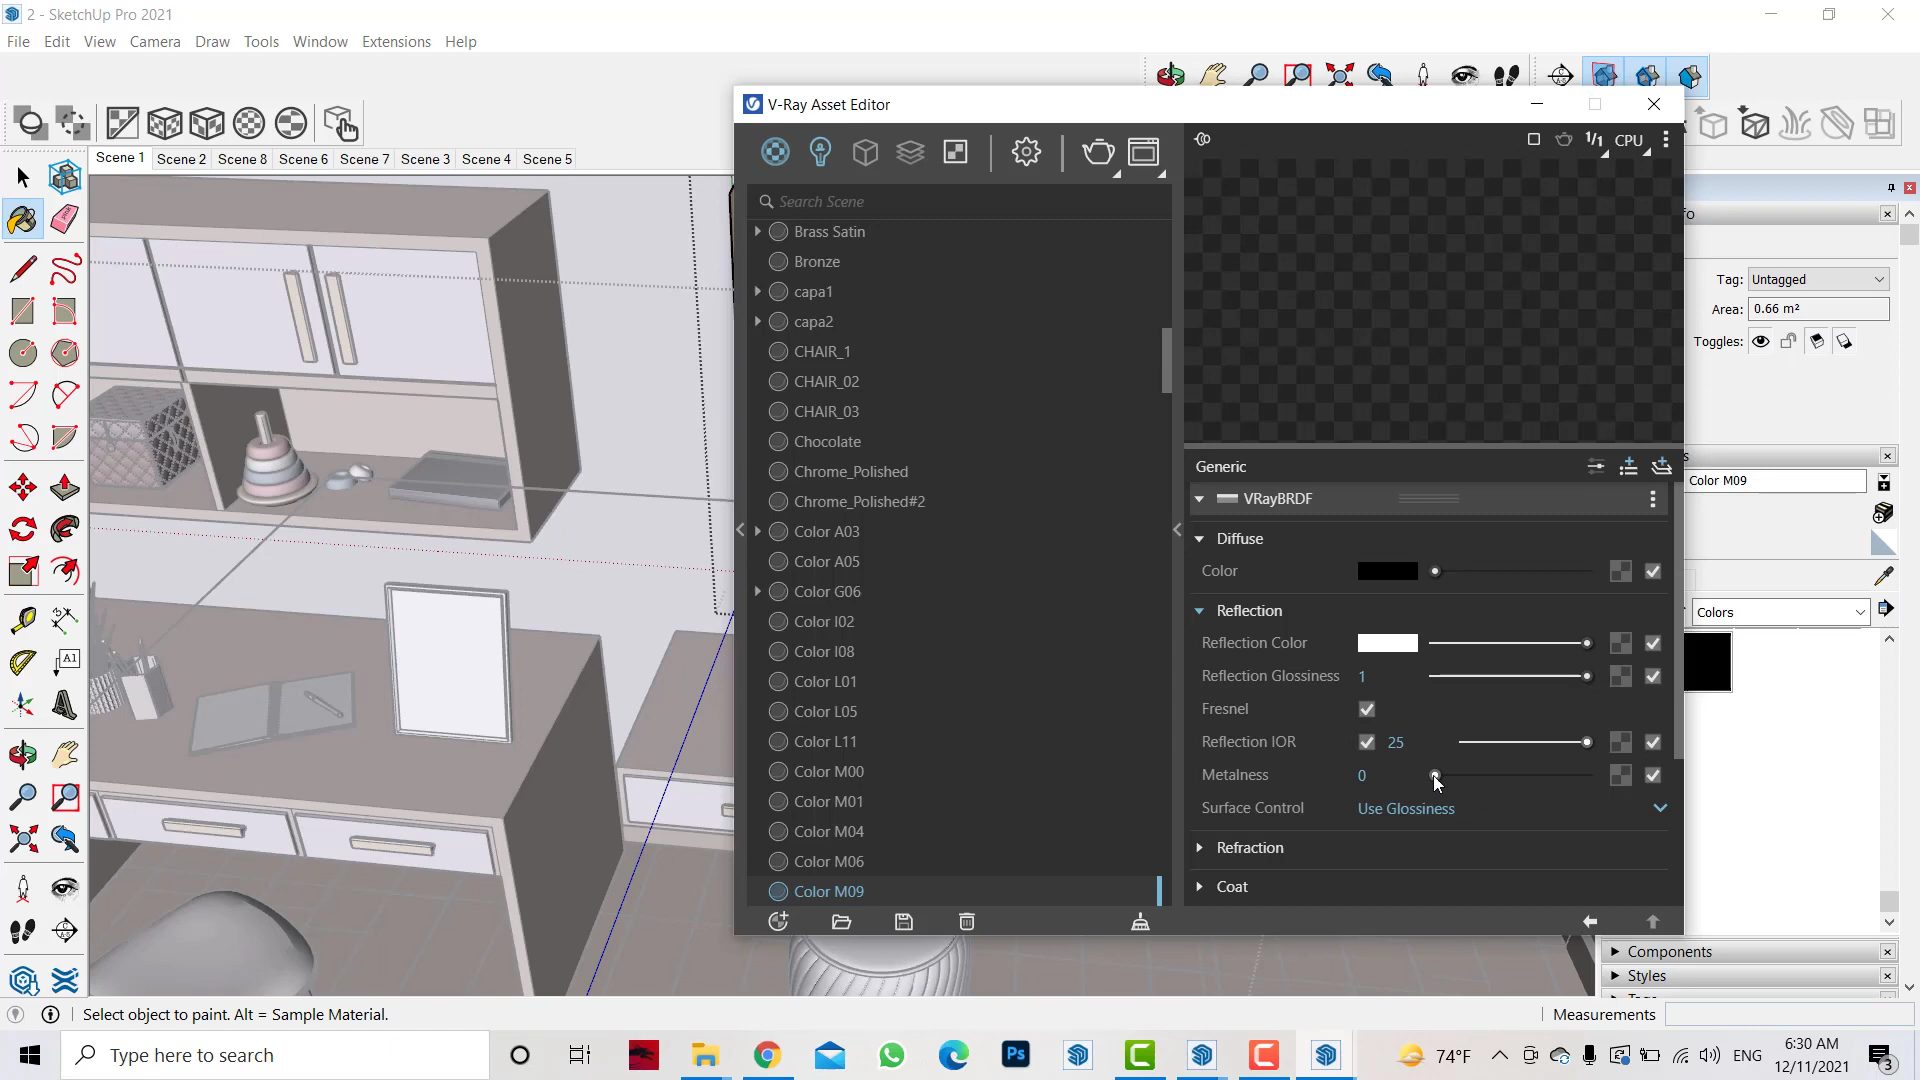 2 - SketchUp Pro 2021
File Edit View Camera Draw Tools Window Extensions Help
V-Ray Asset Editor
1/1 CPU
Scene 1 Scene 2 Scene 8 Scene 6 Scene 7 Scene 3 Scene 4 Scene 5
Search Scene
Brass Satin
Bronze
capa1
capa2
CHAIR_1
CHAIR_02
CHAIR_03
Chocolate
Chrome_Polished
Chrome_Polished#2
Color A03
Color A05
Color G06
Color I02
Color I08
Color L01
Color L05
Color L11
Color M00
Color M01
Color M04
Color M06
Color M09
Generic
VRayBRDF
Diffuse
Color
Reflection
Reflection Color
Reflection Glossiness 1
Fresnel
Reflection IOR 25
Metalness 0
Surface Control Use Glossiness
Refraction
Coat
Tag: Untagged
Area: 0.66 m²
Toggles:
Color M09
Colors
Components
Styles
A1
Select object to paint. Alt = Sample Material.
Measurements
Type here to search
Ps
74°F
ENG
6:30 AM
12/11/2021
3